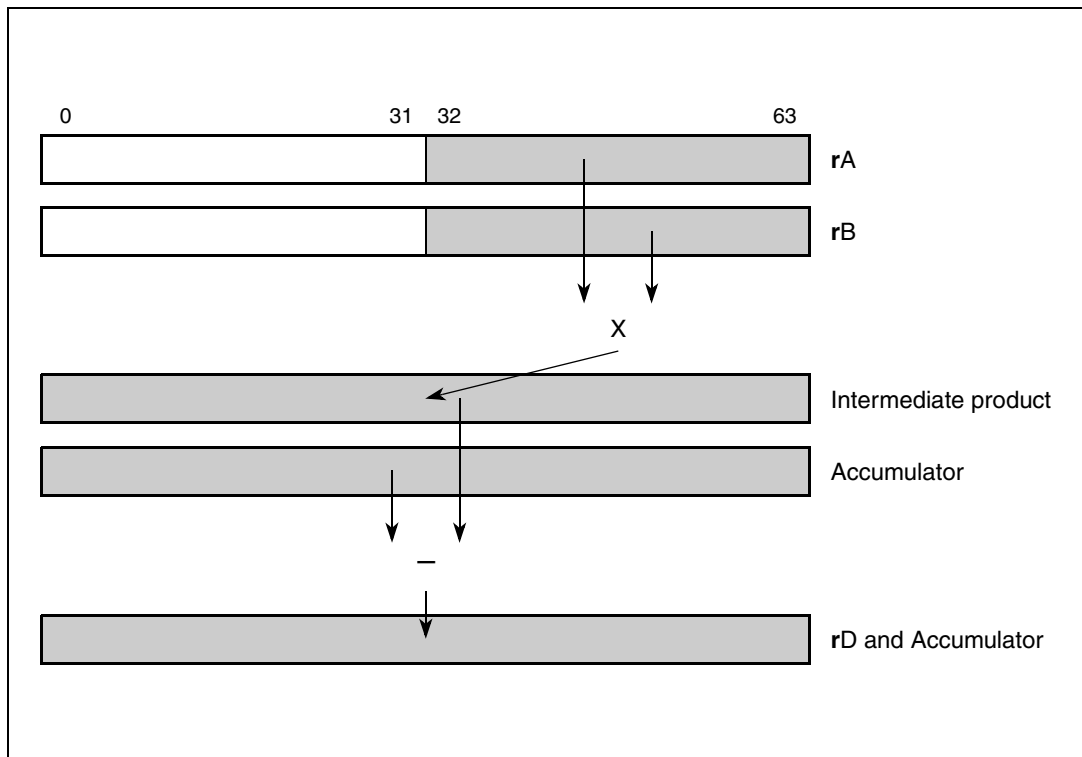 0 31 32 63
rA
rB
X
Intermediate product
Accumulator
–
rD and Accumulator